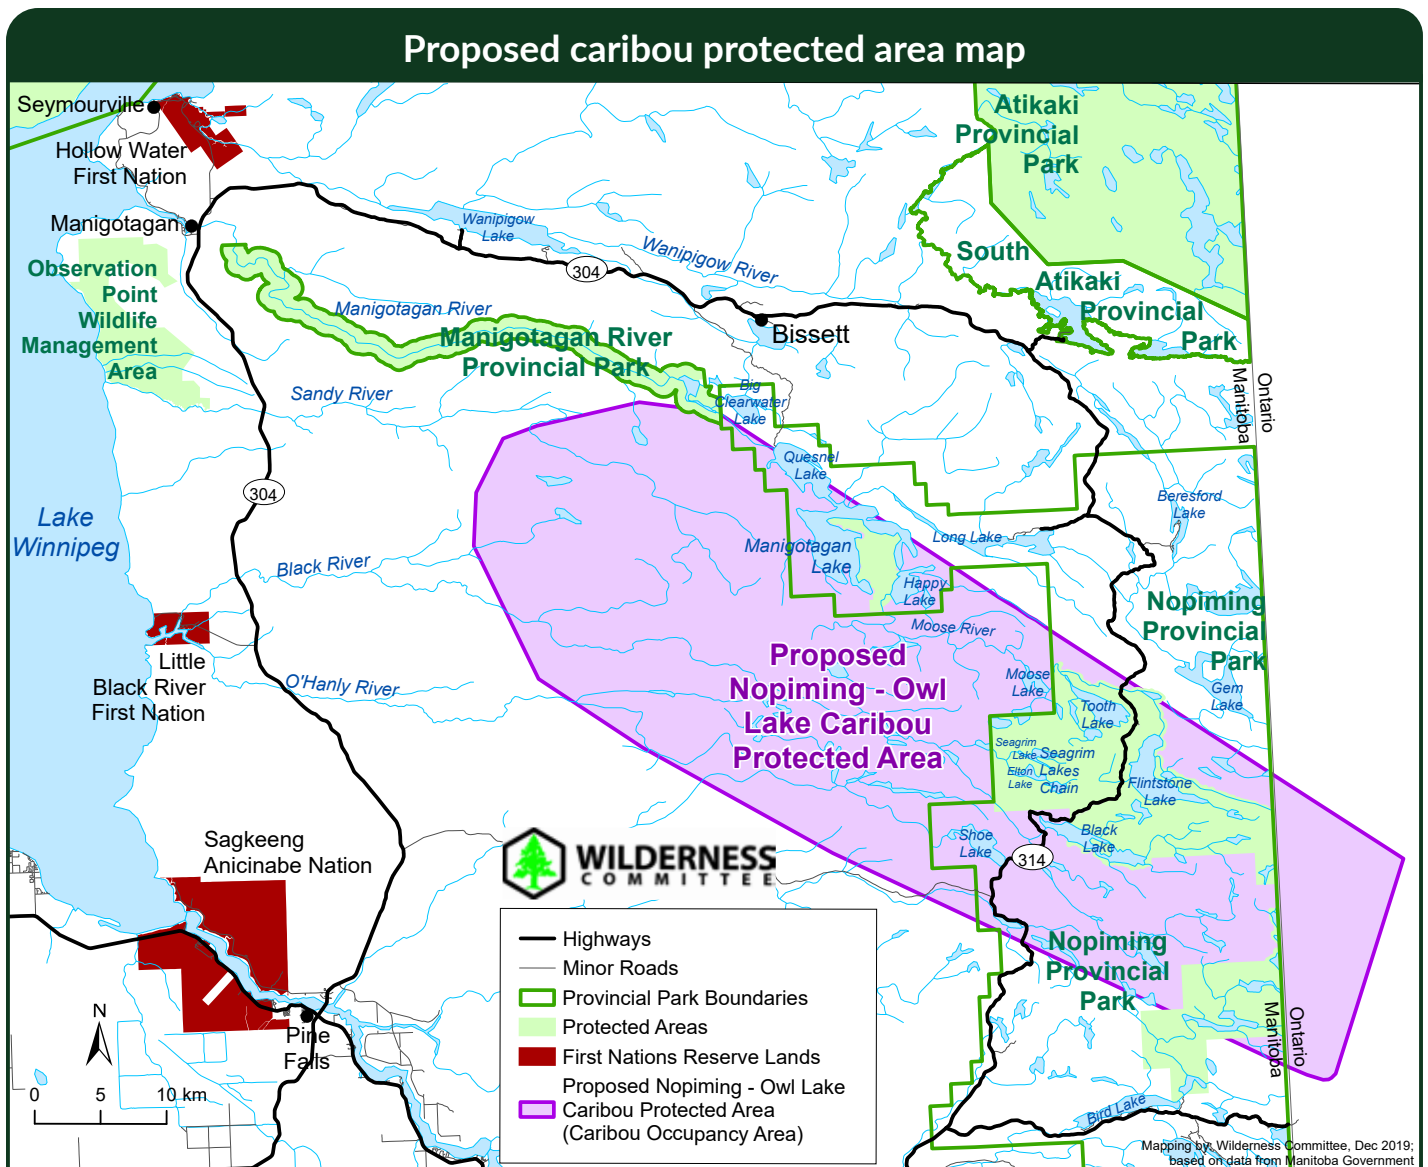 Proposed caribou protected area map
Seymourville
Hollow Water
First Nation
Manigotagan
Observation
Point
Wildlife
Management
Area
Lake
Winnipeg
Wanipigow
Lake
Wanipigow River
304
Manigotagan River
Manigotagan River
Provincial Park
Sandy River
Bissett
Big
Clearwater
Lake
Quesnel
Lake
Atikaki
Provincial
Park
South
Atikaki
Provincial
Park
Ontario
Manitoba
304
Black River
Manigotagan
Lake
Happy
Lake
Long Lake
Beresford
Lake
Moose River
Nopiming
Provincial
Park
Gem
Lake
Little
Black River
First Nation
O'Hanly River
Proposed
Nopiming - Owl
Lake Caribou
Protected Area
Moose
Lake
Tooth
Lake
Seagrim
Lake
Elton
Lake
Seagrim
Lakes
Chain
Flintstone
Lake
Black
Lake
Shoe
Lake
314
Sagkeeng
Anicinabe Nation
Pine
Falls
Nopiming
Provincial
Park
Ontario
Manitoba
Bird Lake
WILDERNESS
COMMITTEE
Highways
Minor Roads
Provincial Park Boundaries
Protected Areas
First Nations Reserve Lands
Proposed Nopiming - Owl Lake
Caribou Protected Area
(Caribou Occupancy Area)
N
0 5 10 km
Mapping by: Wilderness Committee, Dec 2019;
based on data from Manitoba Government